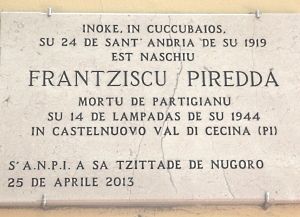 INOKE, IN CUCCUBAIOS,
SU 24 DE SANT'ANDRIA DE SU 1919
EST NASCHIU
FRANTZISCU PIREDDA
MORTU DE PARTIGIANU
SU 14 DE LAMPADAS DE SU 1944
IN CASTELNUOVO VAL DI CECINA (PI)
S'A.N.P.I. A SA TZITTADE DE NUGORO
25 DE APRILE 2013